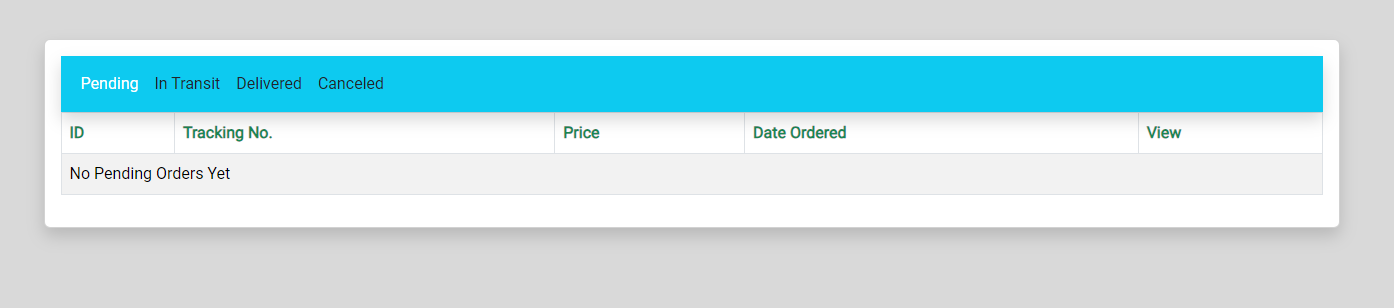 Pending In Transit Delivered Canceled
ID Tracking No. Price Date Ordered View
No Pending Orders Yet